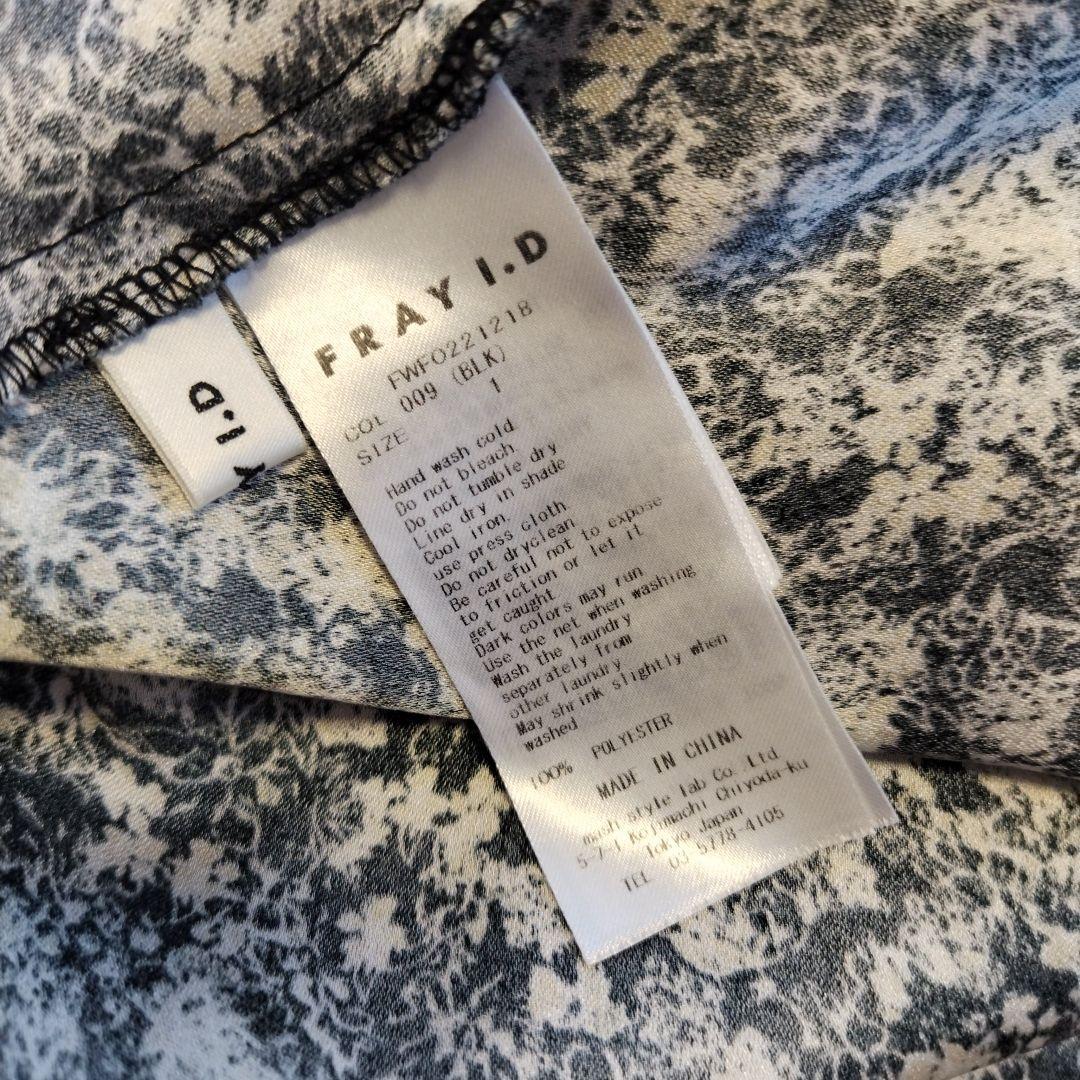 FRAY I.D
FWFO221218
COL 009 (BLK)
SIZE 1
Hand wash cold
Do not bleach
Do not tumble dry
Line dry in shade
Cool iron
use press cloth
Do not dryclean
Be careful not to expose
to friction or let it
get caught
Dark colors may run
Use the net when washing
Wash the laundry
separately from
other laundry
May shrink slightly when
washed
100% POLYESTER
MADE IN CHINA
mash style lab Co.,Ltd
5-7-1 Kojimachi Chiyoda-Ku
Tokyo Japan
TEL 03-5778-4105
Y I.D